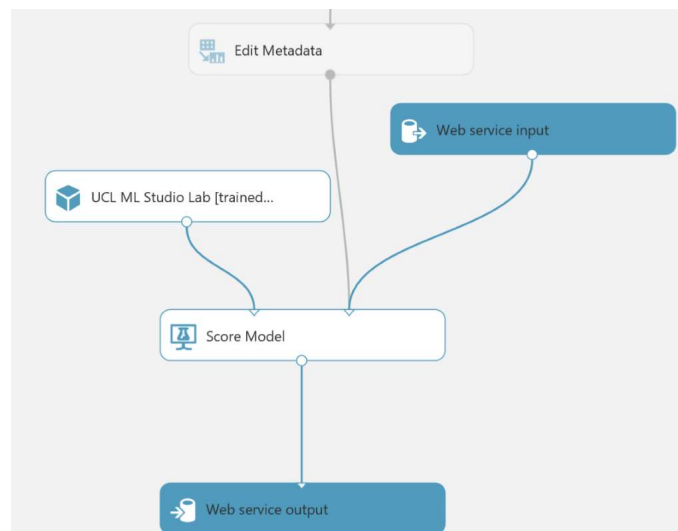 Edit Metadata
Web service input
UCL ML Studio Lab [trained...
Score Model
Web service output